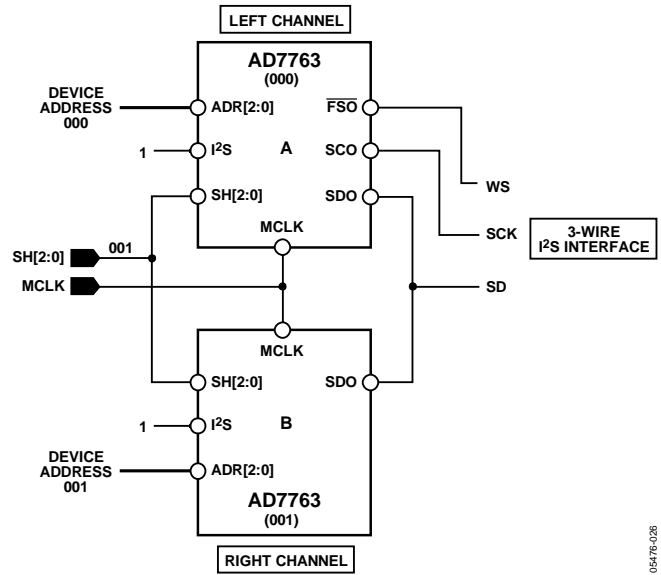 LEFT CHANNEL
AD7763
(000)
DEVICE
ADDRESS
000
ADR[2:0]
FSO
1
I²S
A
SCO
SH[2:0]
SDO
MCLK
WS
SCK
3-WIRE
I²S INTERFACE
SH[2:0]
001
MCLK
SD
MCLK
SH[2:0]
SDO
1
I²S
B
DEVICE
ADDRESS
001
ADR[2:0]
AD7763
(001)
RIGHT CHANNEL
05476-026